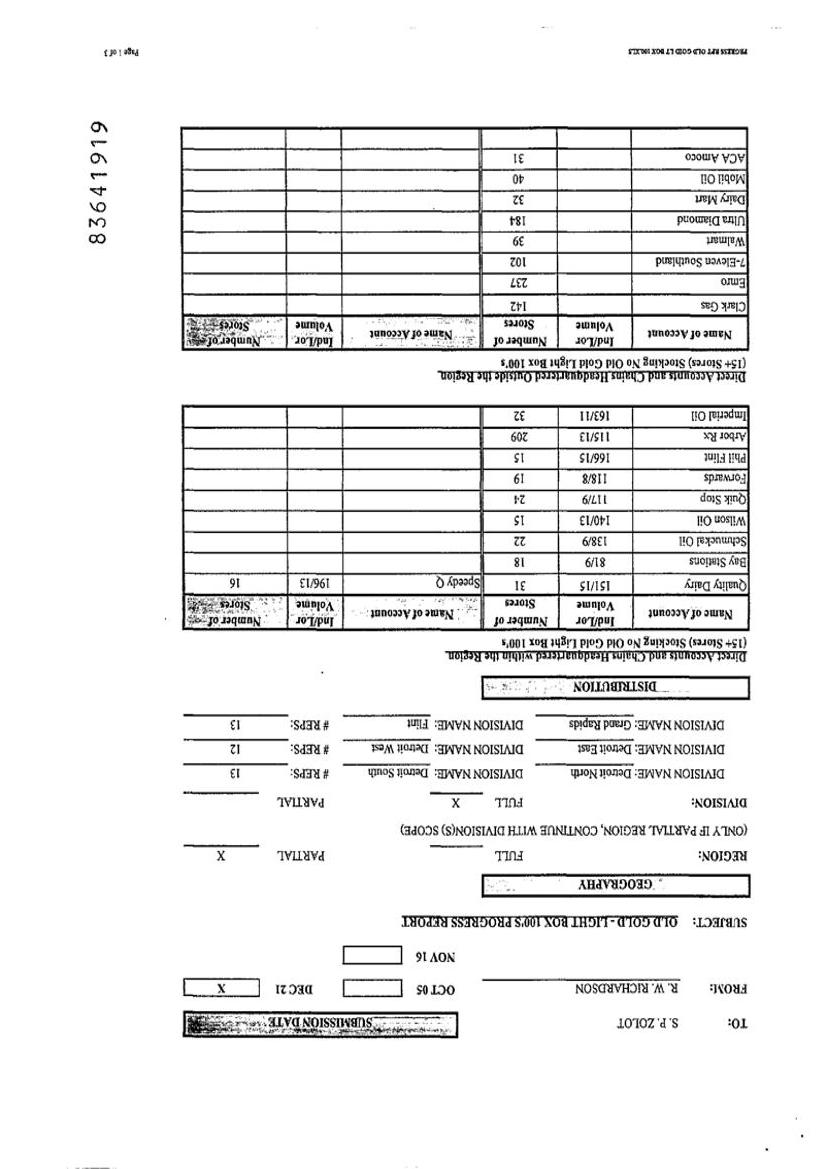 TO: S. P. ZOLOT SUBMISSION DATE
FROM: R. W. RICHARDSON OCT 05 DEC 21 X
NOV 16
SUBJECT: OLD GOLD - LIGHT BOX 100'S PROGRESS REPORT
GEOGRAPHY
REGION: FULL PARTIAL X
(ONLY IF PARTIAL REGION, CONTINUE WITH DIVISION(S) SCOPE)
DIVISION: FULL X PARTIAL
DIVISION NAME: Detroit North DIVISION NAME: Detroit South # REPS: 13
DIVISION NAME: Detroit East DIVISION NAME: Detroit West # REPS: 12
DIVISION NAME: Grand Rapids DIVISION NAME: Flint # REPS: 13
DISTRIBUTION
Direct Accounts and Chains Headquartered within the Region
(15+ Stores) Stocking No Old Gold Light Box 100's
Name of Account Ind/Lor Volume Number of Stores Name of Account Ind/Lor Volume Number of Stores
Quality Dairy 151/15 31 Speedy Q 196/13 16
Bay Stations 81/9 18
Schmuckal Oil 138/9 22
Wilson Oil 140/13 15
Quik Stop 117/9 24
Forwards 118/8 19
Phil Flint 166/15 15
Arbor Rx 115/13 209
Imperial Oil 163/11 32
Direct Accounts and Chains Headquartered Outside the Region
(15+ Stores) Stocking No Old Gold Light Box 100's
Name of Account Ind/Lor Volume Number of Stores Name of Account Ind/Lor Volume Number of Stores
Clark Gas 142
Emro 237
7-Eleven Southland 102
Walmart 39
Ultra Diamond 184
Dairy Mart 32
Mobil Oil 40
ACA Amoco 31
83641919
PROGRESS RPT OLD GOLD LT BOX 100.XLS Page 1 of 3